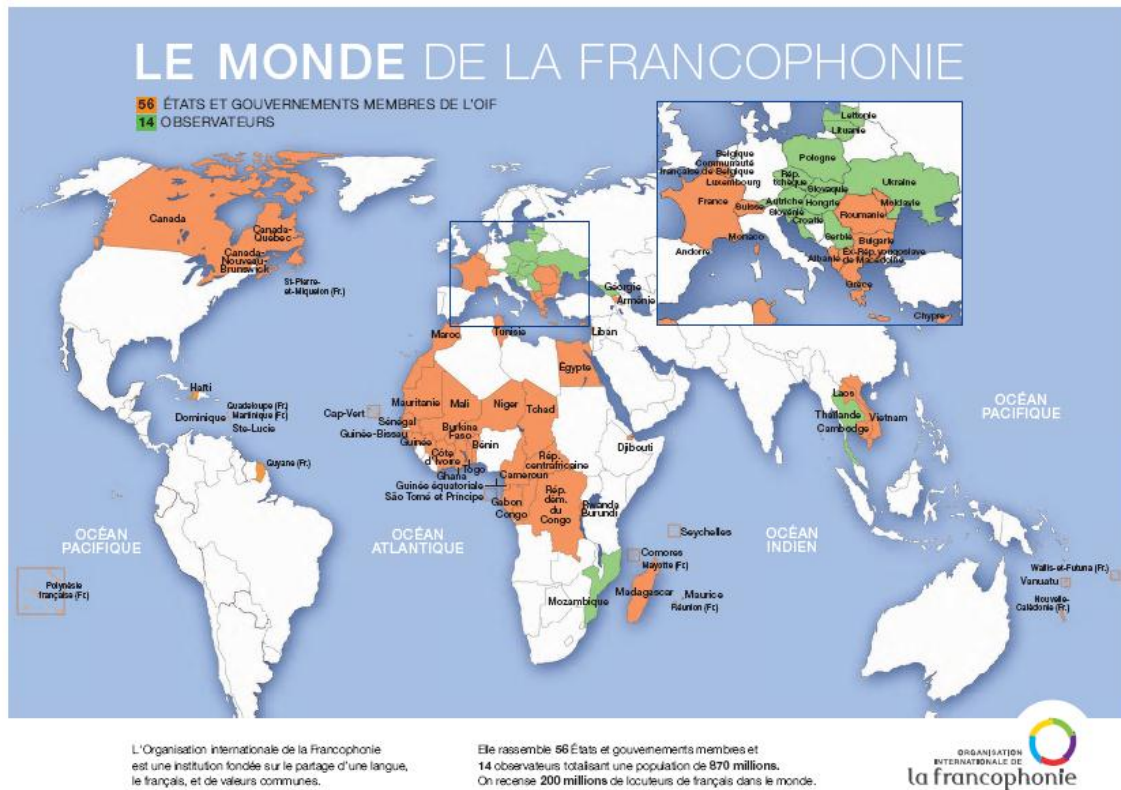 LE MONDE DE LA FRANCOPHONIE
56 ÉTATS ET GOUVERNEMENTS MEMBRES DE L'OIF
14 OBSERVATEURS
Lettonie
Lituanie
Pologne
Belgique
Communauté
française de Belgique
Luxembourg
Rép.
tchèque
Slovaquie
Ukraine
France
Suisse
Autriche
Slovénie
Hongrie
Croatie
Moldavie
Roumanie
Serbie
Bulgarie
Monaco
Andorre
Albanie
Ex-Rép. yougoslave
de Macédoine
Grèce
Chypre
Canada
Canada-
Québec
Canada-
Nouveau-
Brunswick
St-Pierre-
et-Miquelon (Fr.)
Géorgie
Arménie
Maroc
Tunisie
Liban
Égypte
Haïti
Dominique
Guadeloupe (Fr.)
Martinique (Fr.)
Ste-Lucie
Guyane (Fr.)
Cap-Vert
Mauritanie
Mali
Niger
Tchad
Sénégal
Guinée-Bissau
Guinée
Burkina
Faso
Bénin
Côte
d'Ivoire
Togo
Ghana
Rép.
centrafricaine
Cameroun
Guinée équatoriale
São Tomé et Príncipe
Gabon
Congo
Rép.
dém.
du
Congo
Rwanda
Burundi
Djibouti
Laos
Thaïlande
Vietnam
Cambodge
OCÉAN
PACIFIQUE
OCÉAN
PACIFIQUE
OCÉAN
ATLANTIQUE
OCÉAN
INDIEN
Seychelles
Comores
Mayotte (Fr.)
Madagascar
Maurice
Réunion (Fr.)
Mozambique
Polynésie
française (Fr.)
Wallis-et-Futuna (Fr.)
Vanuatu
Nouvelle-
Calédonie (Fr.)
L'Organisation internationale de la Francophonie
est une institution fondée sur le partage d'une langue,
le français, et de valeurs communes.
Elle rassemble 56 États et gouvernements membres et
14 observateurs totalisant une population de 870 millions.
On recense 200 millions de locuteurs de français dans le monde.
ORGANISATION
INTERNATIONALE DE
la francophonie